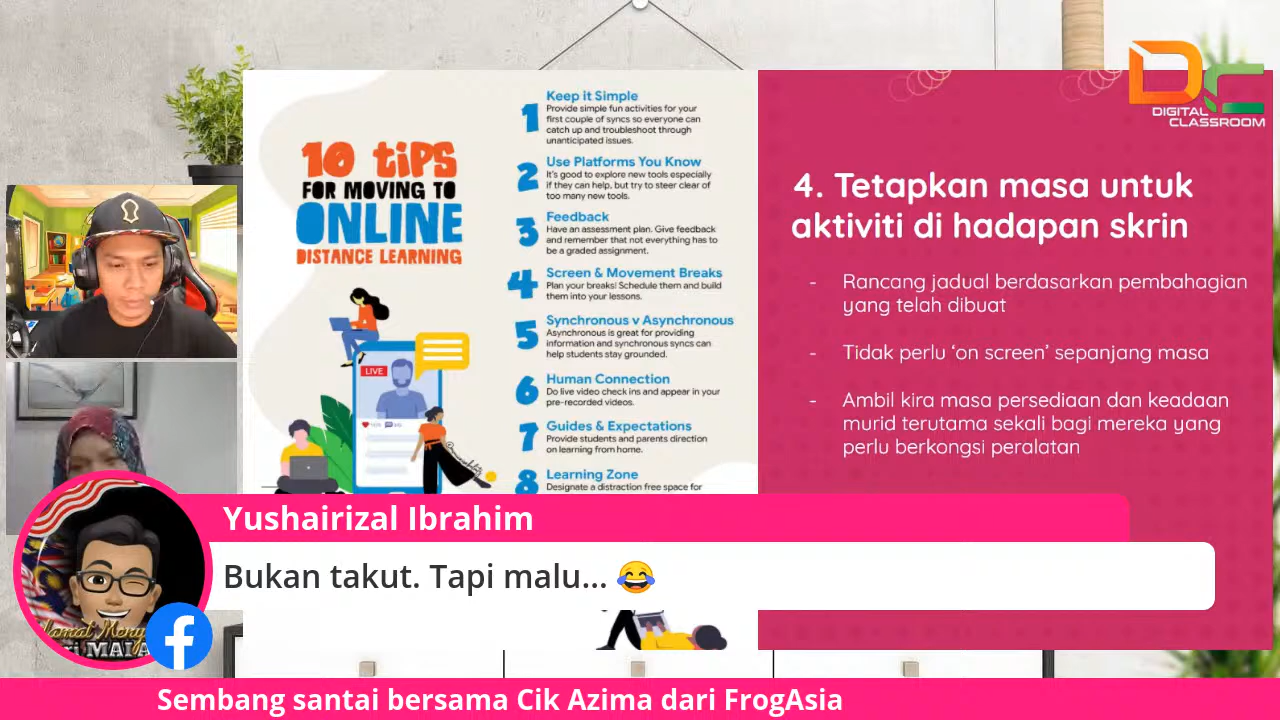 10 tips
FOR MOVING TO
ONLINE
DISTANCE LEARNING
LIVE
1
Keep it Simple
Provide simple fun activities for your
first couple of syncs so everyone can
catch up and troubleshoot through
unanticipated issues.
2
Use Platforms You Know
It's good to explore new tools especially
if they can help, but try to steer clear of
too many new tools.
3
Feedback
Have an assessment plan. Give feedback
and remember that not everything has to
be a graded assignment.
4
Screen & Movement Breaks
Plan your breaks! Schedule them and build
them into your lessons.
5
Synchronous v Asynchronous
Asynchronous is great for providing
information and synchronous syncs can
help students stay grounded.
6
Human Connection
Do live video check ins and appear in your
pre-recorded videos.
7
Guides & Expectations
Provide students and parents direction
on learning from home.
8
Learning Zone
Designate a distraction free space for
DC
DIGITAL
CLASSROOM
4. Tetapkan masa untuk
aktiviti di hadapan skrin
- Rancang jadual berdasarkan pembahagian
yang telah dibuat
- Tidak perlu ‘on screen’ sepanjang masa
- Ambil kira masa persediaan dan keadaan
murid terutama sekali bagi mereka yang
perlu berkongsi peralatan
Yushairizal Ibrahim
Bukan takut. Tapi malu... 😂
Sembang santai bersama Cik Azima dari FrogAsia